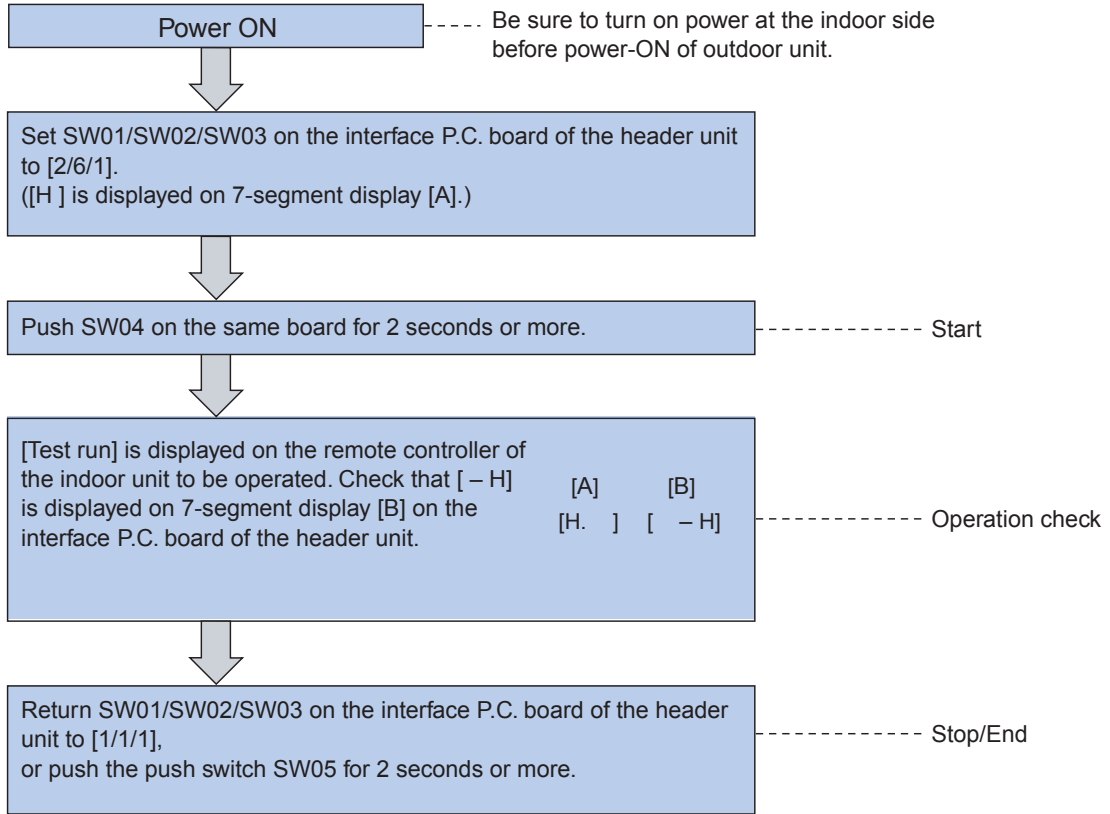 Power ON
Be sure to turn on power at the indoor side
before power-ON of outdoor unit.
Set SW01/SW02/SW03 on the interface P.C. board of the header unit
to [2/6/1].
([H ] is displayed on 7-segment display [A].)
Push SW04 on the same board for 2 seconds or more.
Start
[Test run] is displayed on the remote controller of
the indoor unit to be operated. Check that [ – H]
is displayed on 7-segment display [B] on the
interface P.C. board of the header unit.
[A] [B]
[H. ] [ – H]
Operation check
Return SW01/SW02/SW03 on the interface P.C. board of the header
unit to [1/1/1],
or push the push switch SW05 for 2 seconds or more.
Stop/End